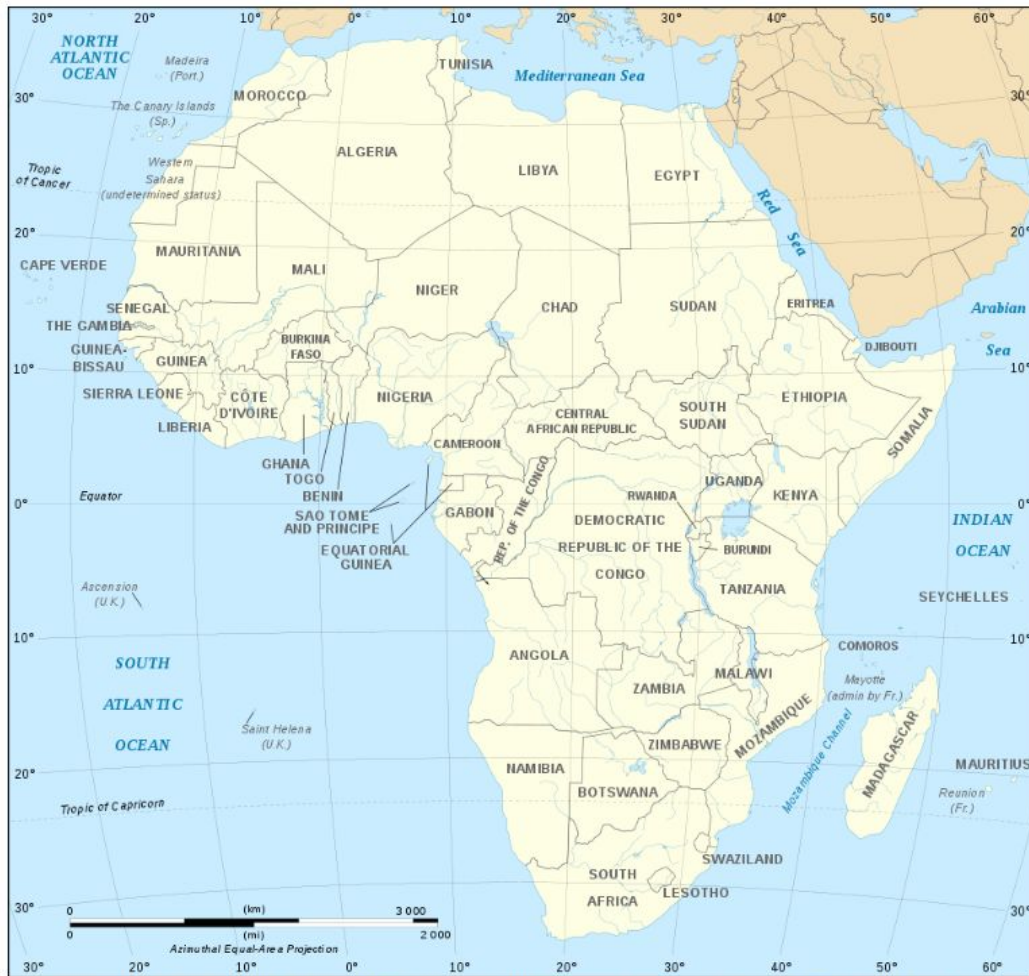 30° 20° 10° 0° 10° 20° 30° 40° 50° 60°
NORTH
ATLANTIC
OCEAN
Madeira
(Port.)
TUNISIA
Mediterranean Sea
MOROCCO
30°
30°
The Canary Islands
(Sp.)
ALGERIA
LIBYA
EGYPT
Western
Sahara
(undetermined status)
Tropic
of Cancer
Red
Sea
20°
20°
MAURITANIA
MALI
NIGER
CHAD
SUDAN
ERITREA
CAPE VERDE
SENEGAL
THE GAMBIA
GUINEA-
BISSAU
GUINEA
BURKINA
FASO
DJIBOUTI
Arabian
Sea
10°
10°
SIERRA LEONE
CÔTE
D'IVOIRE
NIGERIA
CENTRAL
AFRICAN REPUBLIC
SOUTH
SUDAN
ETHIOPIA
SOMALIA
LIBERIA
GHANA
TOGO
BENIN
CAMEROON
Equator
0°
0°
SAO TOME
AND PRINCIPE
EQUATORIAL
GUINEA
GABON
REP. OF THE CONGO
RWANDA
UGANDA
KENYA
DEMOCRATIC
REPUBLIC OF THE
CONGO
BURUNDI
TANZANIA
INDIAN
OCEAN
SEYCHELLES
Ascension
(U.K.)
10°
10°
SOUTH
ATLANTIC
OCEAN
ANGOLA
ZAMBIA
MALAWI
COMOROS
Mayotte
(admin by Fr.)
MOZAMBIQUE
Mozambique Channel
MADAGASCAR
Saint Helena
(U.K.)
ZIMBABWE
NAMIBIA
BOTSWANA
20°
20°
MAURITIUS
Reunion
(Fr.)
Tropic of Capricorn
SWAZILAND
SOUTH
AFRICA
LESOTHO
30°
30°
0 (km) 3 000
0 (mi) 2 000
Azimuthal Equal-Area Projection
30° 20° 10° 0° 10° 20° 30° 40° 50° 60°